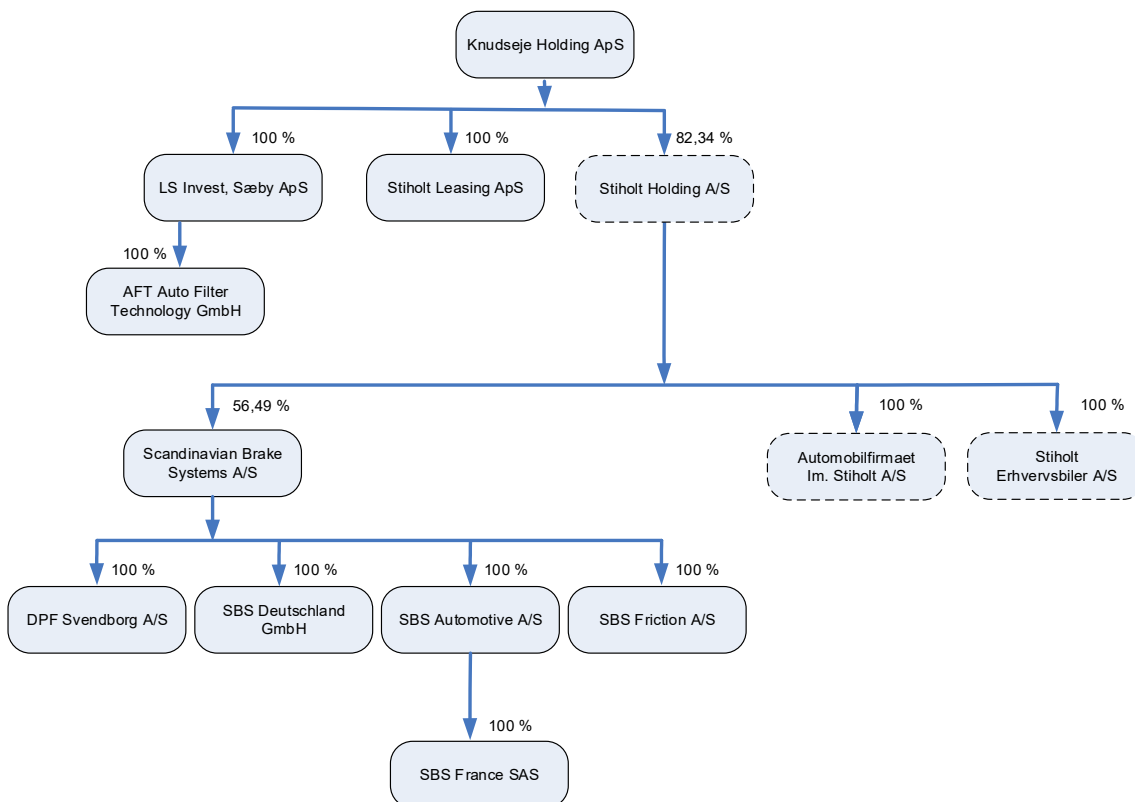 Knudseje Holding ApS
100 %
100 %
82,34 %
LS Invest, Sæby ApS
Stiholt Leasing ApS
Stiholt Holding A/S
100 %
AFT Auto Filter
Technology GmbH
56,49 %
100 %
100 %
Scandinavian Brake
Systems A/S
Automobilfirmaet
Im. Stiholt A/S
Stiholt
Erhvervsbiler A/S
100 %
100 %
100 %
100 %
DPF Svendborg A/S
SBS Deutschland
GmbH
SBS Automotive A/S
SBS Friction A/S
100 %
SBS France SAS